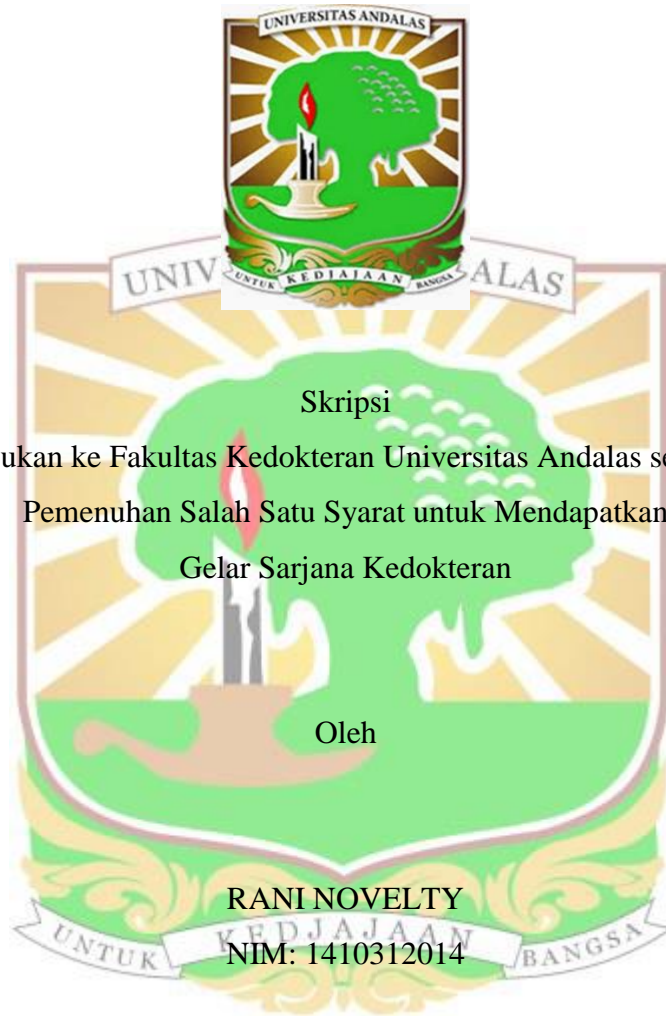 UNIVERSITAS ANDALAS
UNTUK KEDJAJAAN BANGSA
UNIV ALAS
Skripsi
ukan ke Fakultas Kedokteran Universitas Andalas se
Pemenuhan Salah Satu Syarat untuk Mendapatkan
Gelar Sarjana Kedokteran
Oleh
RANI NOVELTY
NIM: 1410312014
UNTUK KEDJAJAAN BANGSA